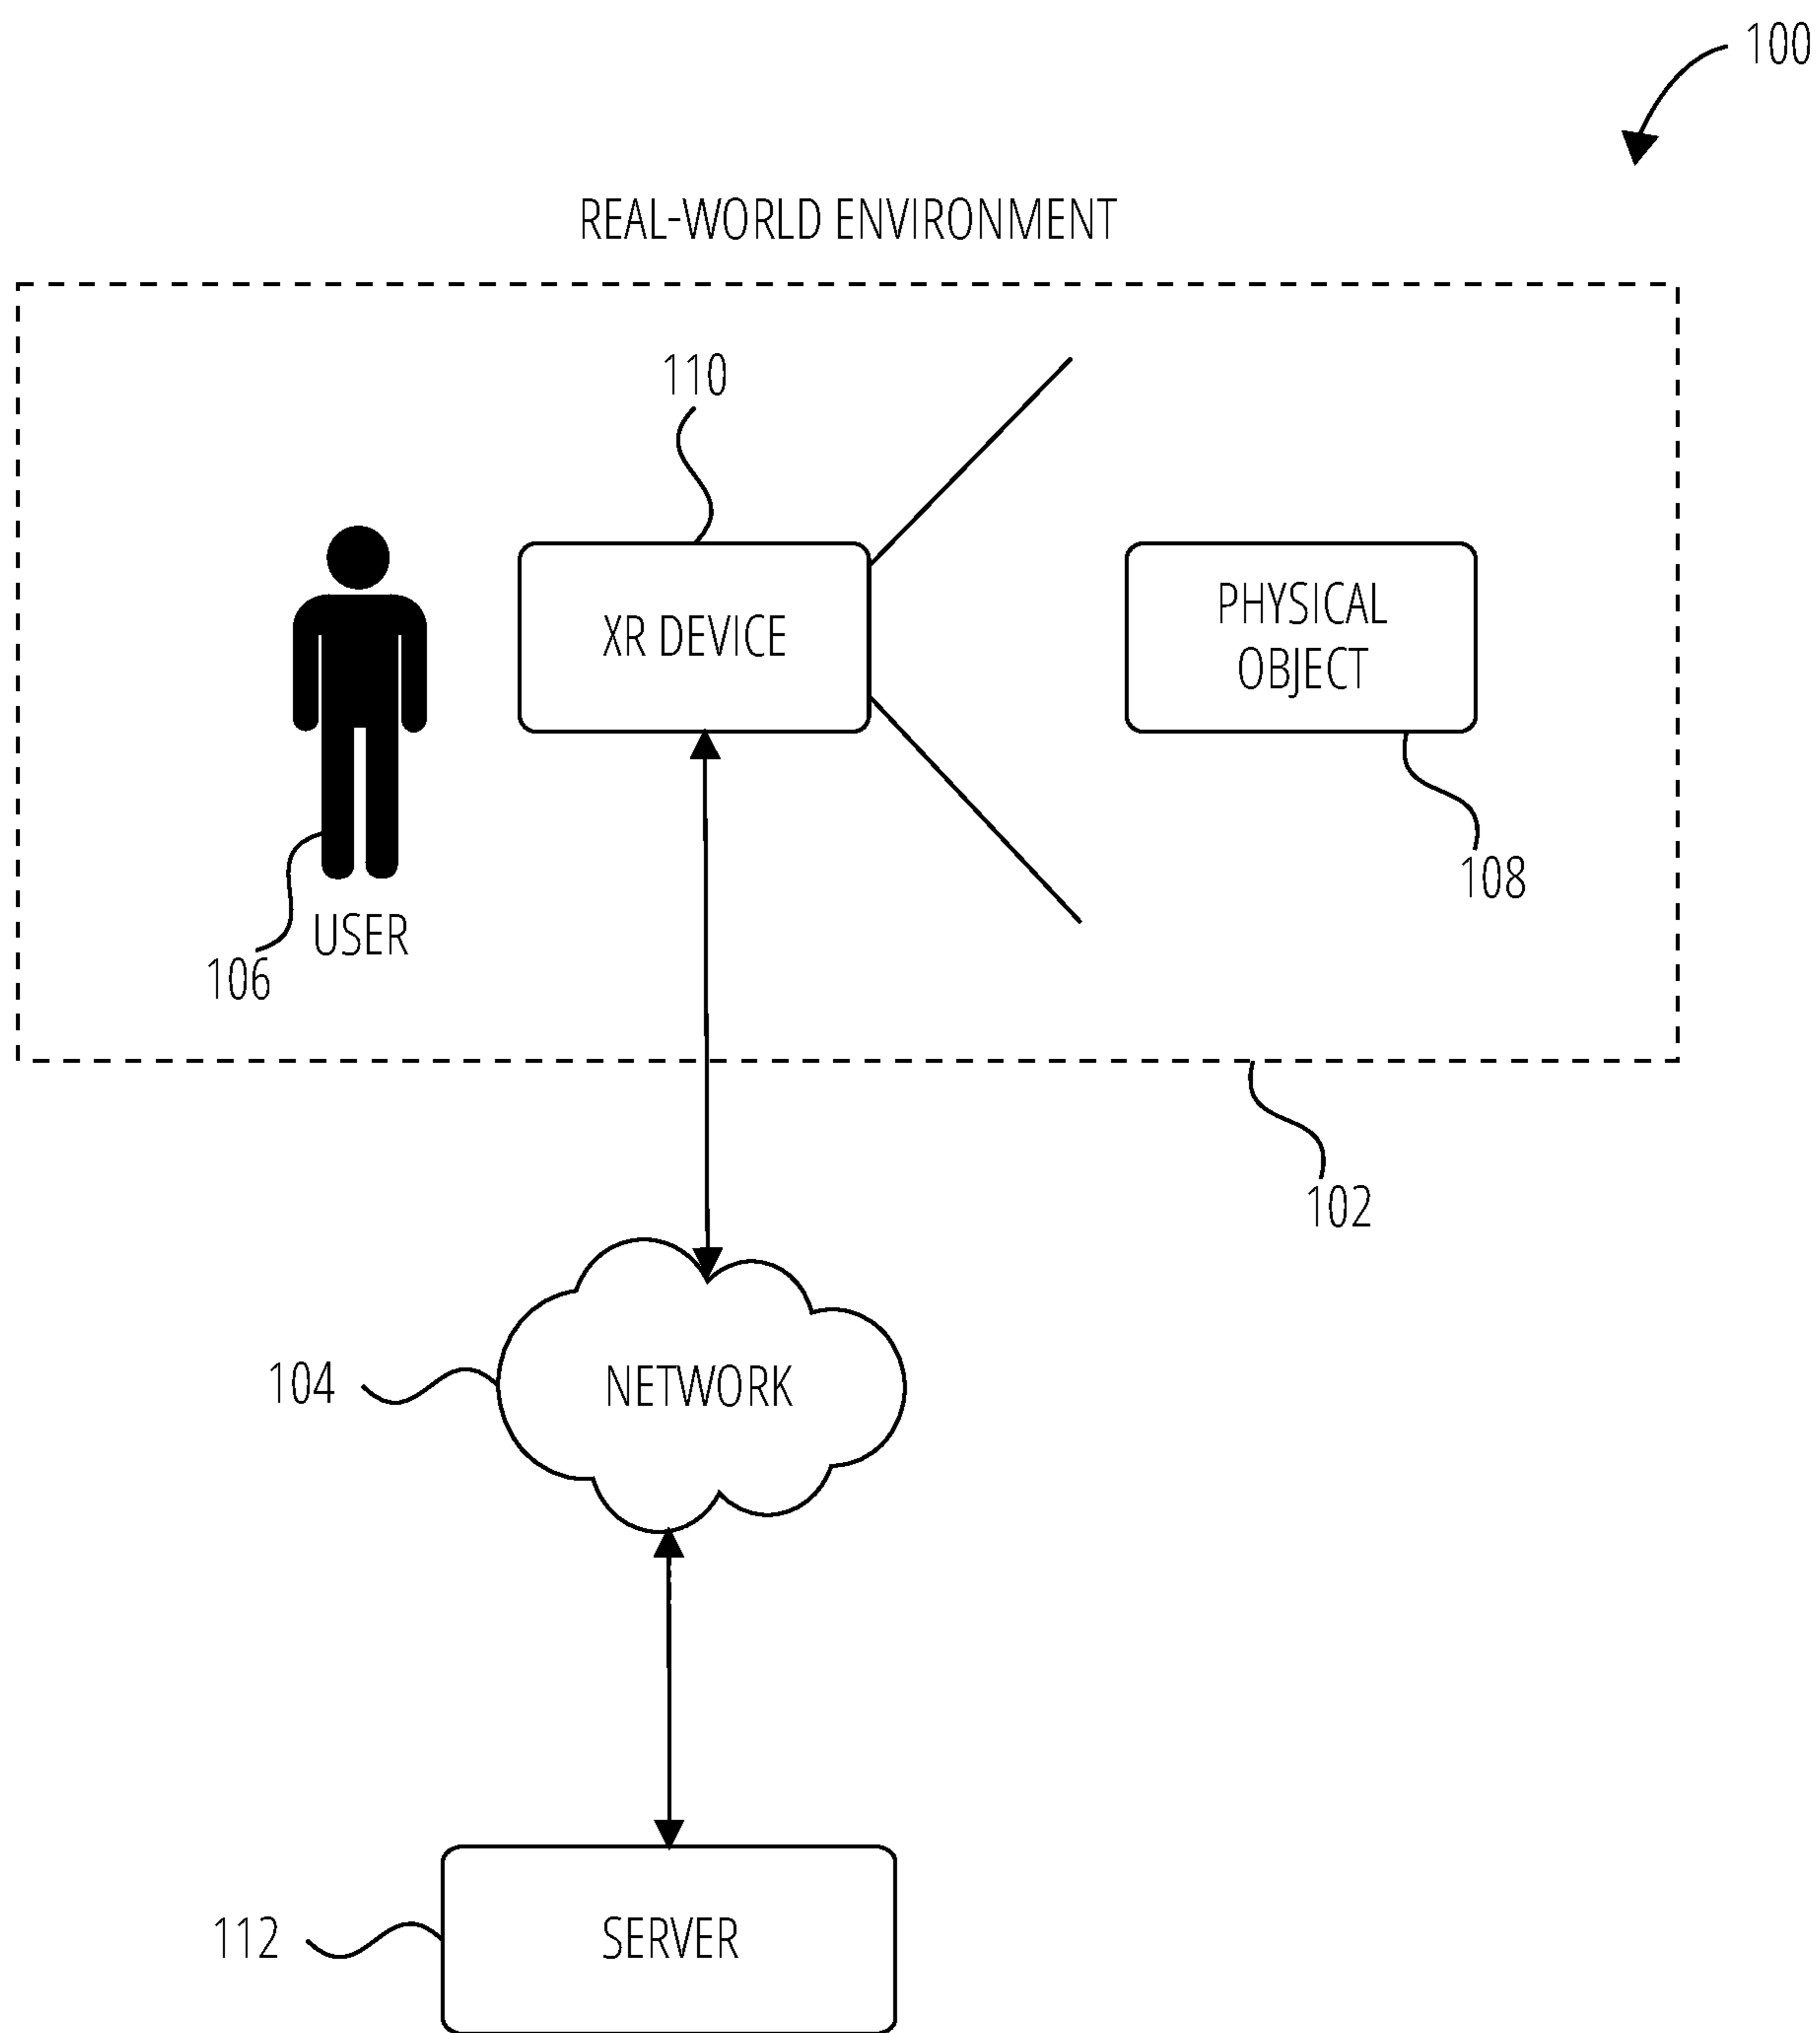 100
REAL-WORLD ENVIRONMENT
110
XR DEVICE
PHYSICAL
OBJECT
108
USER
106
102
104
NETWORK
112
SERVER